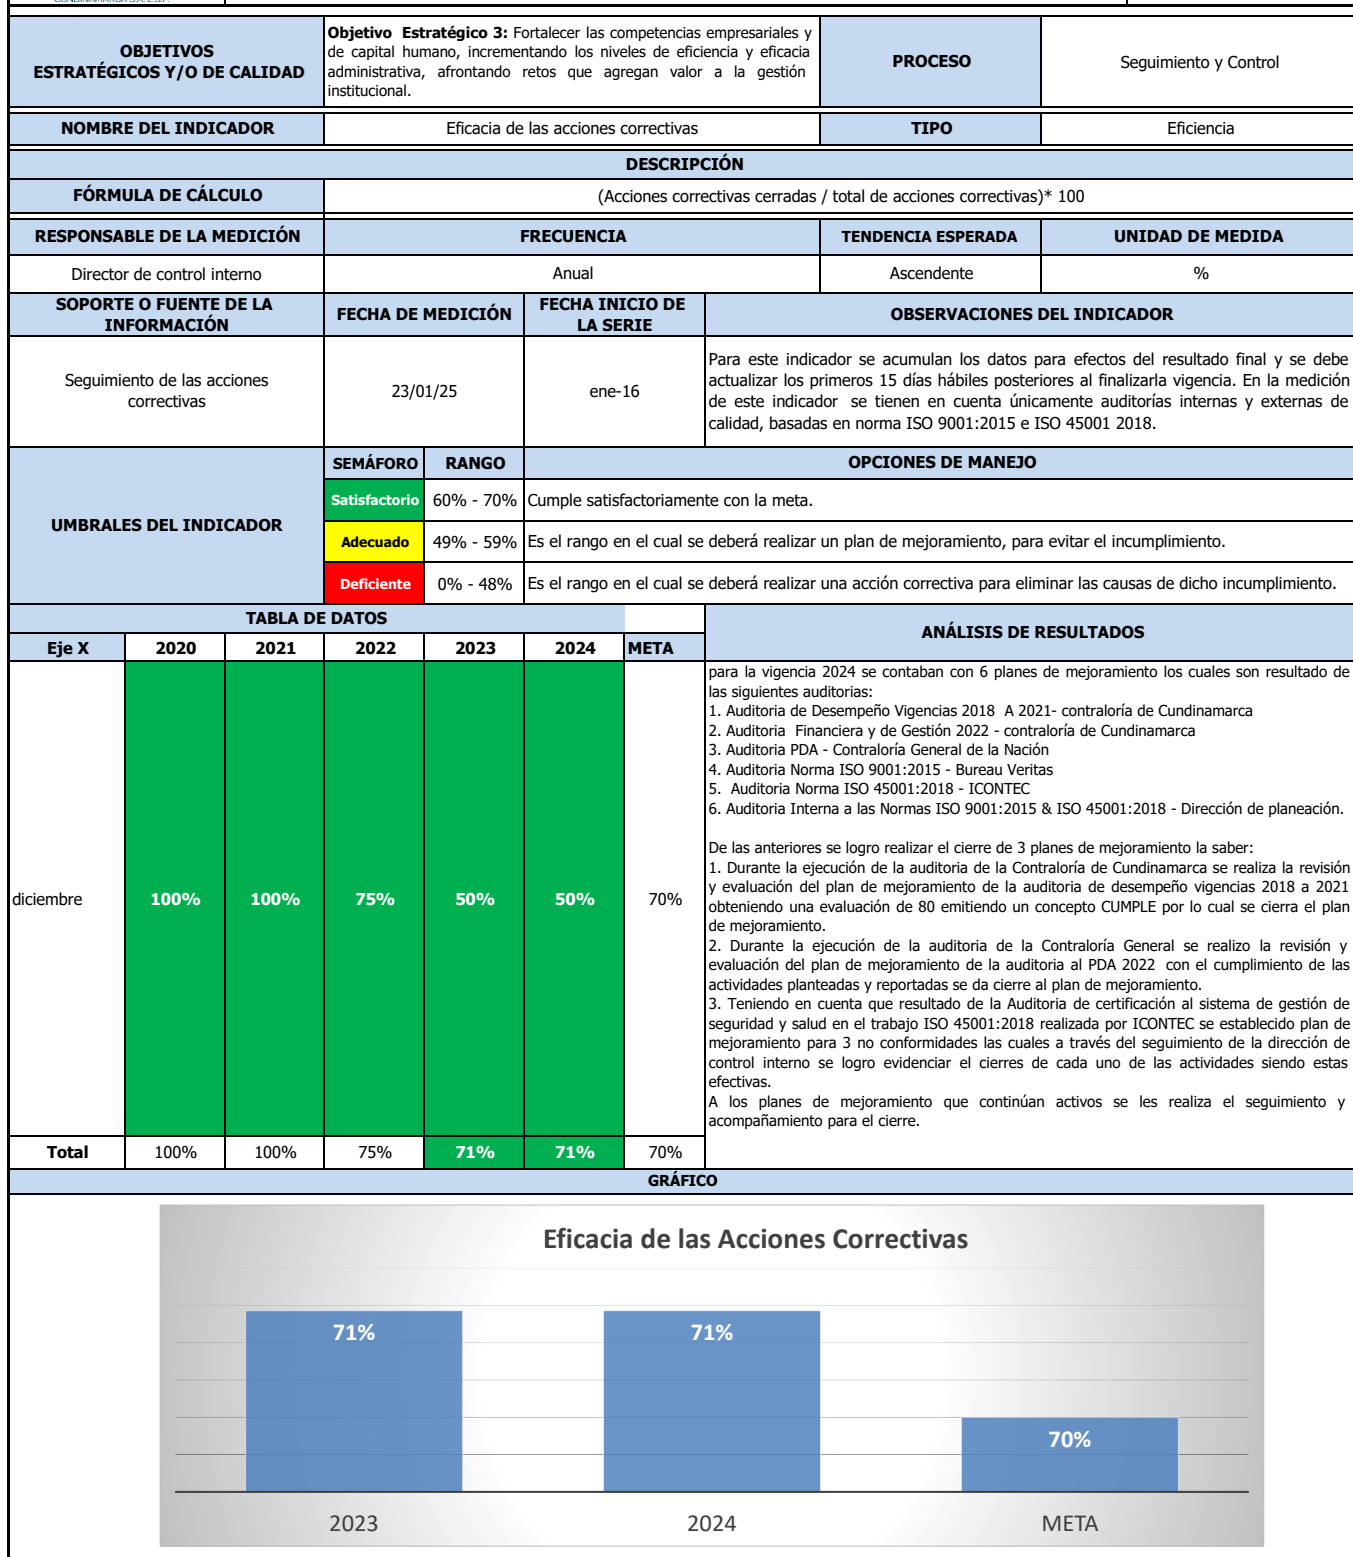 OBJETIVOS
ESTRATÉGICOS Y/O DE CALIDAD
Objetivo Estratégico 3: Fortalecer las competencias empresariales y
de capital humano, incrementando los niveles de eficiencia y eficacia
administrativa, afrontando retos que agregan valor a la gestión
institucional.
PROCESO
Seguimiento y Control
NOMBRE DEL INDICADOR
Eficacia de las acciones correctivas
TIPO
Eficiencia
DESCRIPCIÓN
FÓRMULA DE CÁLCULO
(Acciones correctivas cerradas / total de acciones correctivas)* 100
RESPONSABLE DE LA MEDICIÓN
FRECUENCIA
TENDENCIA ESPERADA
UNIDAD DE MEDIDA
Director de control interno
Anual
Ascendente
%
SOPORTE O FUENTE DE LA
INFORMACIÓN
FECHA DE MEDICIÓN
FECHA INICIO DE
LA SERIE
OBSERVACIONES DEL INDICADOR
Seguimiento de las acciones
correctivas
23/01/25
ene-16
Para este indicador se acumulan los datos para efectos del resultado final y se debe
actualizar los primeros 15 días hábiles posteriores al finalizarla vigencia. En la medición
de este indicador se tienen en cuenta únicamente auditorías internas y externas de
calidad, basadas en norma ISO 9001:2015 e ISO 45001 2018.
UMBRALES DEL INDICADOR
SEMÁFORO
RANGO
OPCIONES DE MANEJO
Satisfactorio
60% - 70%
Cumple satisfactoriamente con la meta.
Adecuado
49% - 59%
Es el rango en el cual se deberá realizar un plan de mejoramiento, para evitar el incumplimiento.
Deficiente
0% - 48%
Es el rango en el cual se deberá realizar una acción correctiva para eliminar las causas de dicho incumplimiento.
TABLA DE DATOS
ANÁLISIS DE RESULTADOS
Eje X
2020
2021
2022
2023
2024
META
diciembre
100%
100%
75%
50%
50%
70%
para la vigencia 2024 se contaban con 6 planes de mejoramiento los cuales son resultado de
las siguientes auditorias:
1. Auditoria de Desempeño Vigencias 2018 A 2021- contraloría de Cundinamarca
2. Auditoria Financiera y de Gestión 2022 - contraloría de Cundinamarca
3. Auditoria PDA - Contraloría General de la Nación
4. Auditoria Norma ISO 9001:2015 - Bureau Veritas
5. Auditoria Norma ISO 45001:2018 - ICONTEC
6. Auditoria Interna a las Normas ISO 9001:2015 & ISO 45001:2018 - Dirección de planeación.
De las anteriores se logro realizar el cierre de 3 planes de mejoramiento la saber:
1. Durante la ejecución de la auditoria de la Contraloría de Cundinamarca se realiza la revisión
y evaluación del plan de mejoramiento de la auditoria de desempeño vigencias 2018 a 2021
obteniendo una evaluación de 80 emitiendo un concepto CUMPLE por lo cual se cierra el plan
de mejoramiento.
2. Durante la ejecución de la auditoria de la Contraloría General se realizo la revisión y
evaluación del plan de mejoramiento de la auditoria al PDA 2022 con el cumplimiento de las
actividades planteadas y reportadas se da cierre al plan de mejoramiento.
3. Teniendo en cuenta que resultado de la Auditoria de certificación al sistema de gestión de
seguridad y salud en el trabajo ISO 45001:2018 realizada por ICONTEC se establecido plan de
mejoramiento para 3 no conformidades las cuales a través del seguimiento de la dirección de
control interno se logro evidenciar el cierres de cada uno de las actividades siendo estas
efectivas.
A los planes de mejoramiento que continúan activos se les realiza el seguimiento y
acompañamiento para el cierre.
Total
100%
100%
75%
71%
71%
70%
GRÁFICO
Eficacia de las Acciones Correctivas
71%
71%
70%
2023
2024
META